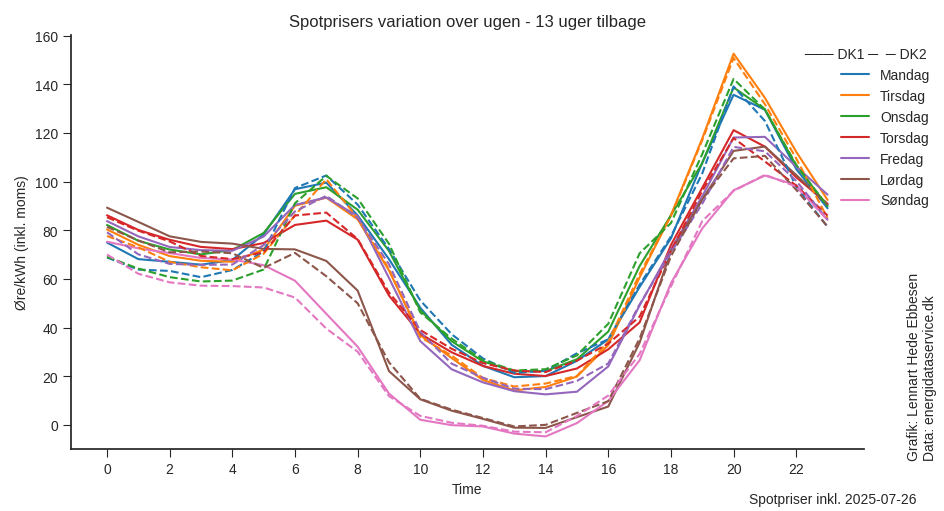 Spotprisers variation over ugen - 13 uger tilbage
160
140
120
100
80
60
40
20
0
Øre/kWh (inkl. moms)
0 2 4 6 8 10 12 14 16 18 20 22
Time
DK1 DK2
Mandag
Tirsdag
Onsdag
Torsdag
Fredag
Lørdag
Søndag
Grafik: Lennart Hede Ebbesen
Data: energidataservice.dk
Spotpriser inkl. 2025-07-26